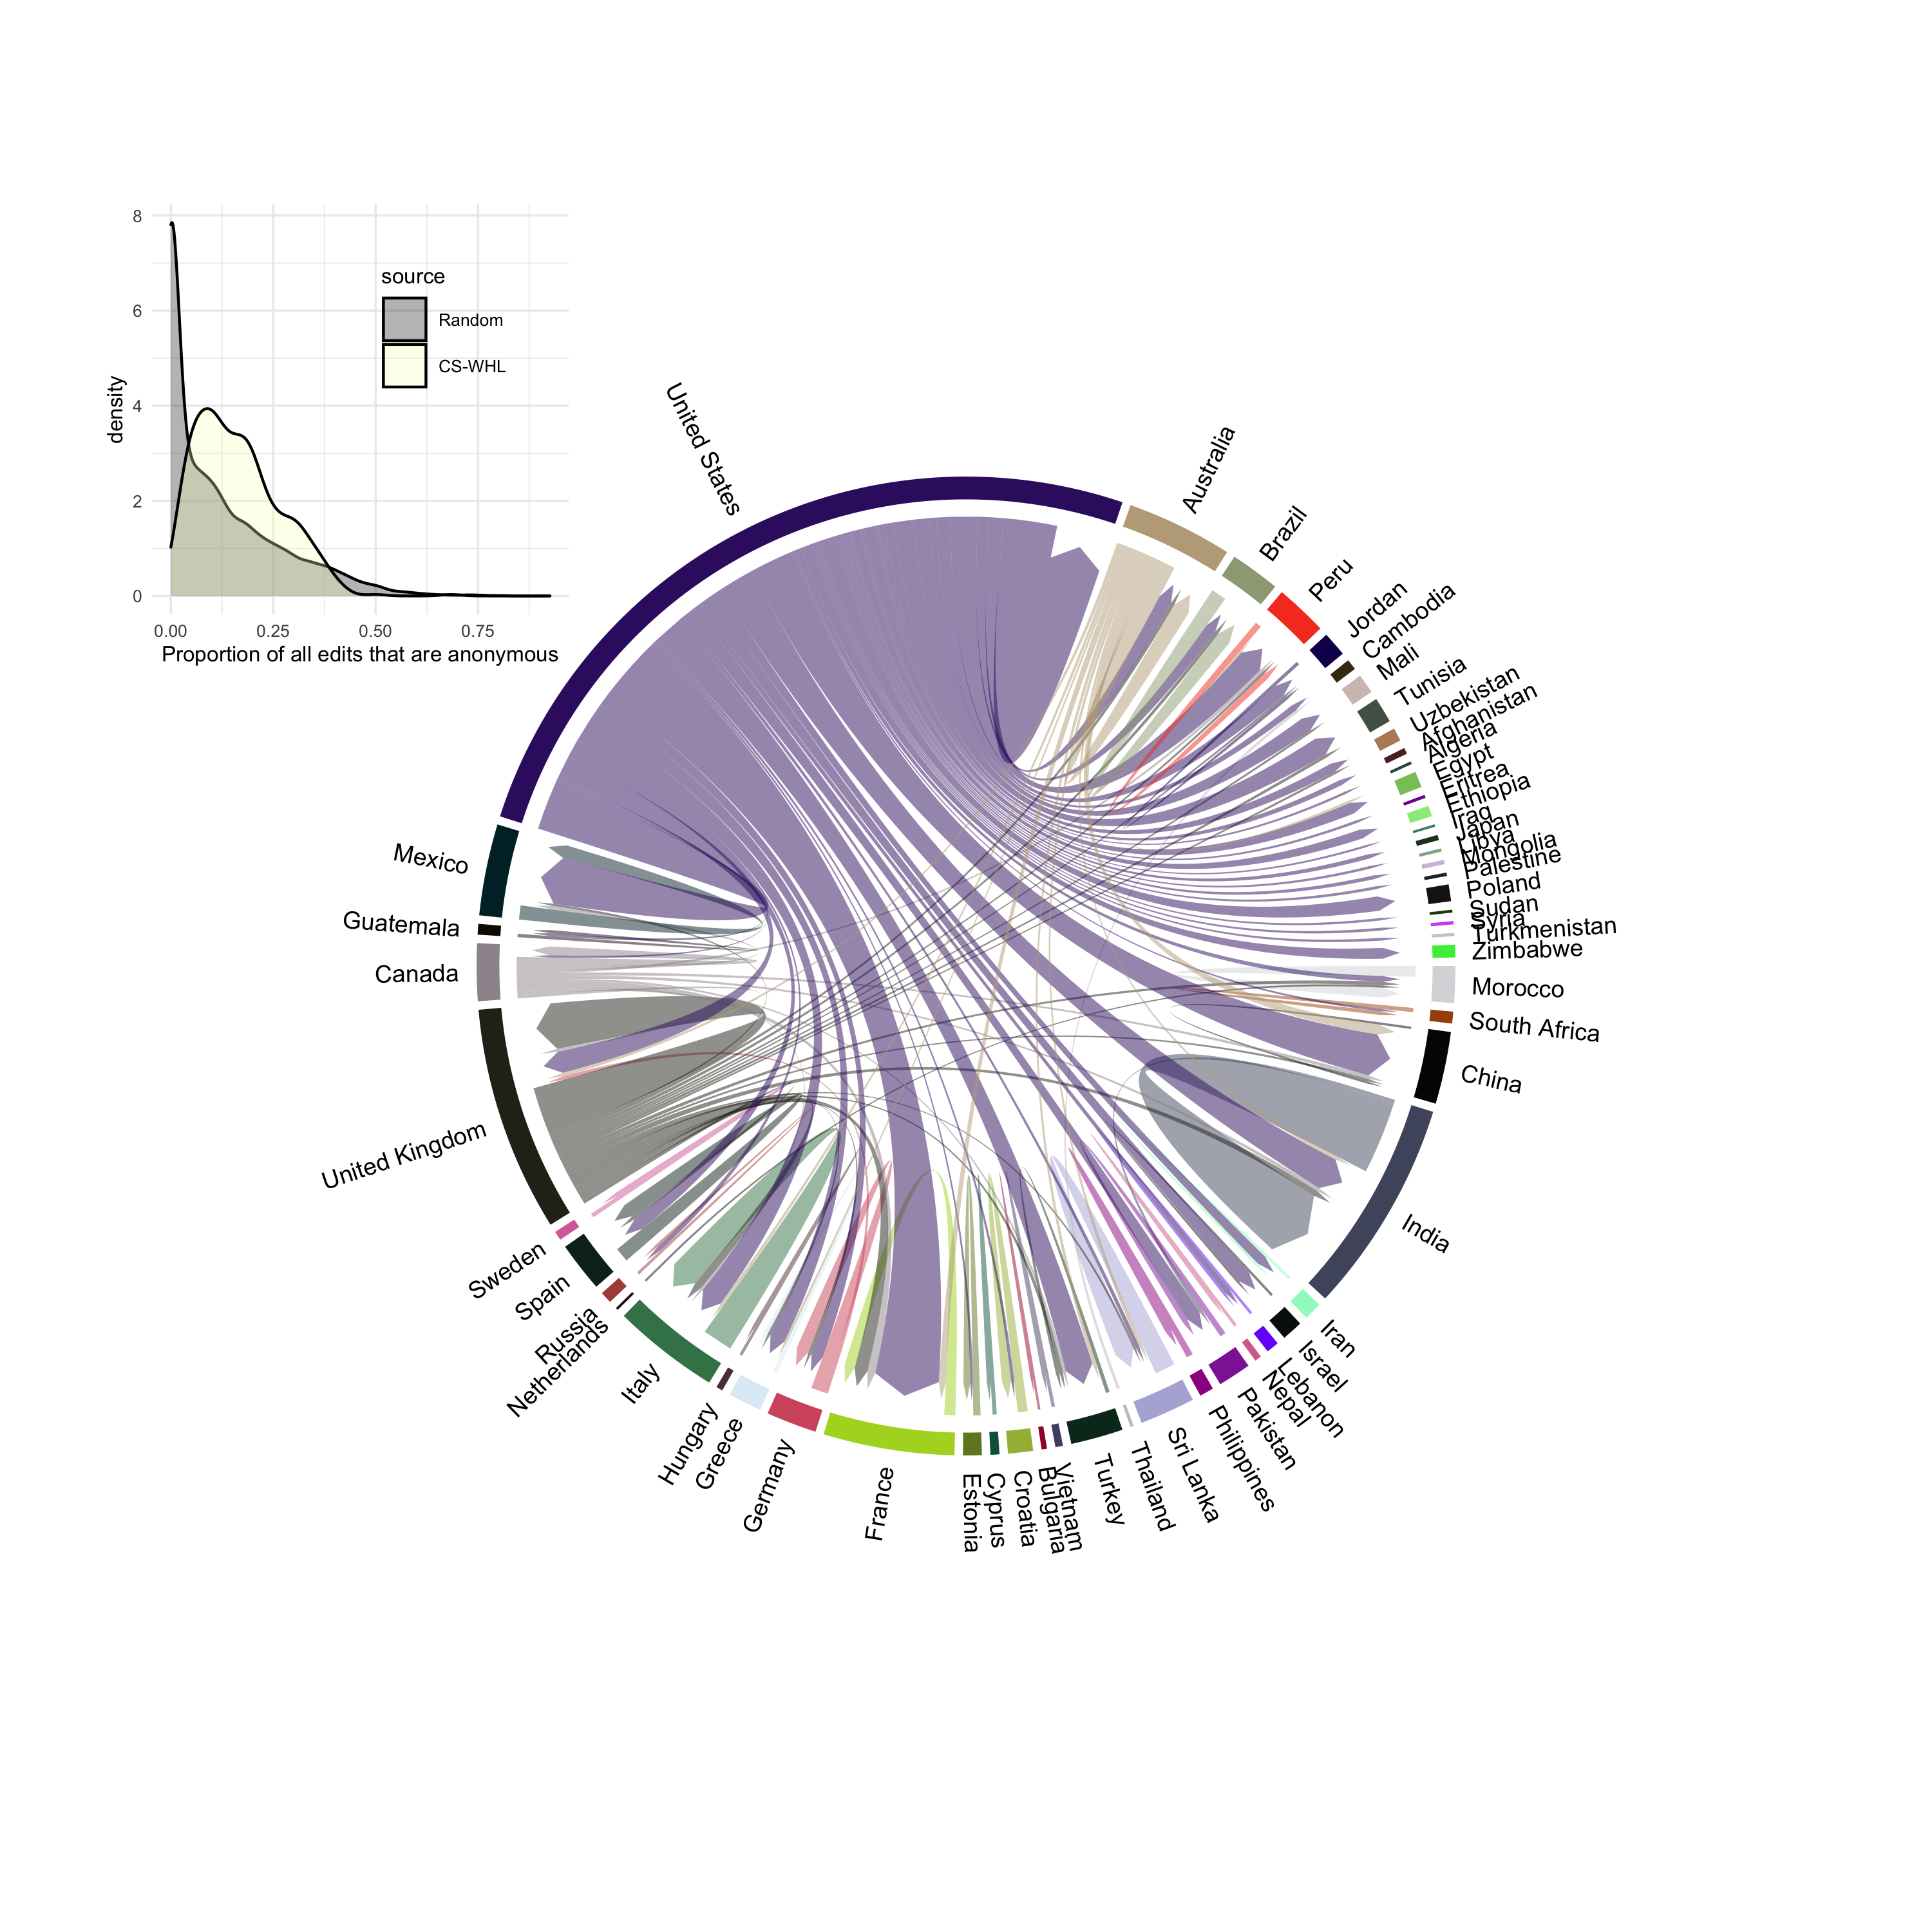 8
6
4
2
0
density
0.00 0.25 0.50 0.75
Proportion of all edits that are anonymous
source
Random
CS-WHL
United States
Australia
Brazil
Peru
Jordan
Cambodia
Mali
Tunisia
Uzbekistan
Afghanistan
Algeria
Egypt
Eritrea
Ethiopia
Iraq
Japan
Libya
Mongolia
Palestine
Poland
Sudan
Syria
Turkmenistan
Zimbabwe
Morocco
South Africa
China
India
Iran
Israel
Lebanon
Nepal
Pakistan
Philippines
Sri Lanka
Thailand
Turkey
Vietnam
Bulgaria
Croatia
Cyprus
Estonia
France
Germany
Greece
Hungary
Italy
Netherlands
Russia
Spain
Sweden
United Kingdom
Canada
Guatemala
Mexico